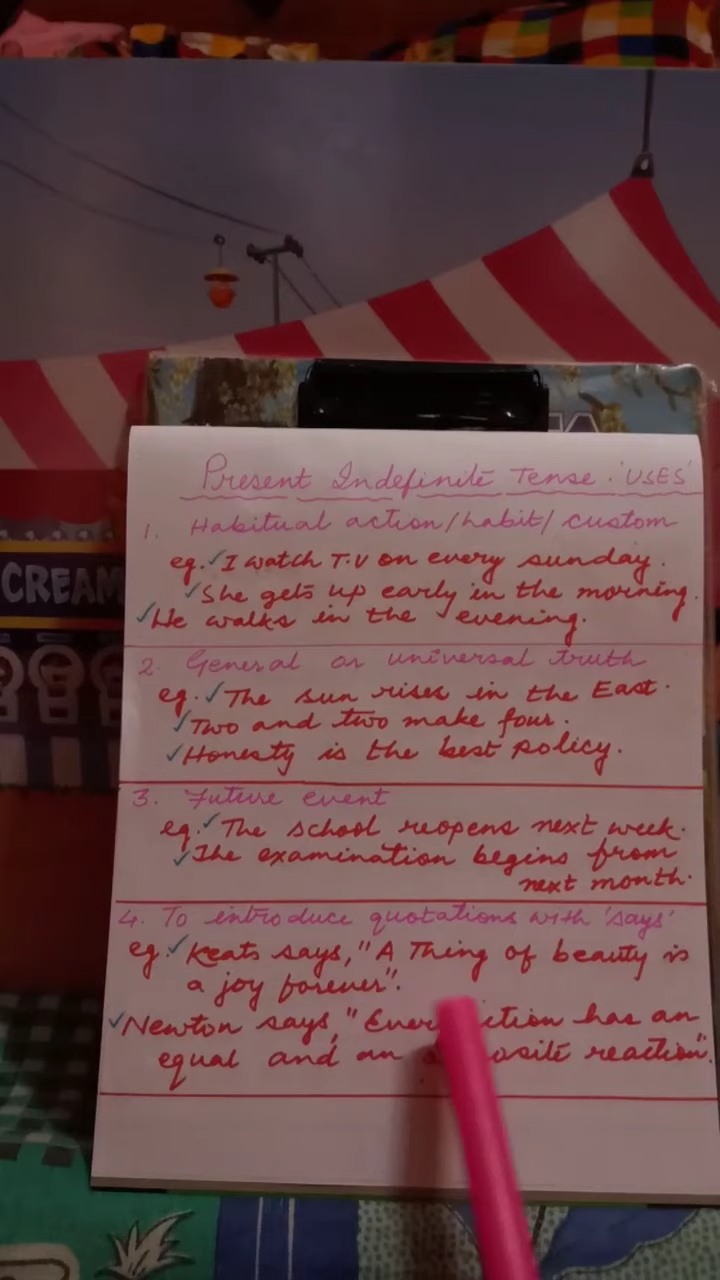 Present Indefinite Tense. 'USES'
1. Habitual action/habit/custom
eg. ✓I watch T.V on every sunday.
✓She gets up early in the morning.
✓He walks in the evening.
CREAM
2. General or universal truth
eg. ✓The sun rises in the East.
✓Two and two make four.
✓Honesty is the best policy.
3. Future event
eg. ✓The school reopens next week.
✓The examination begins from
next month.
4. To introduce quotations with 'says'
eg. ✓Keats says, "A Thing of beauty is
a joy forever".
✓Newton says, "Every has an
equal and an reaction".